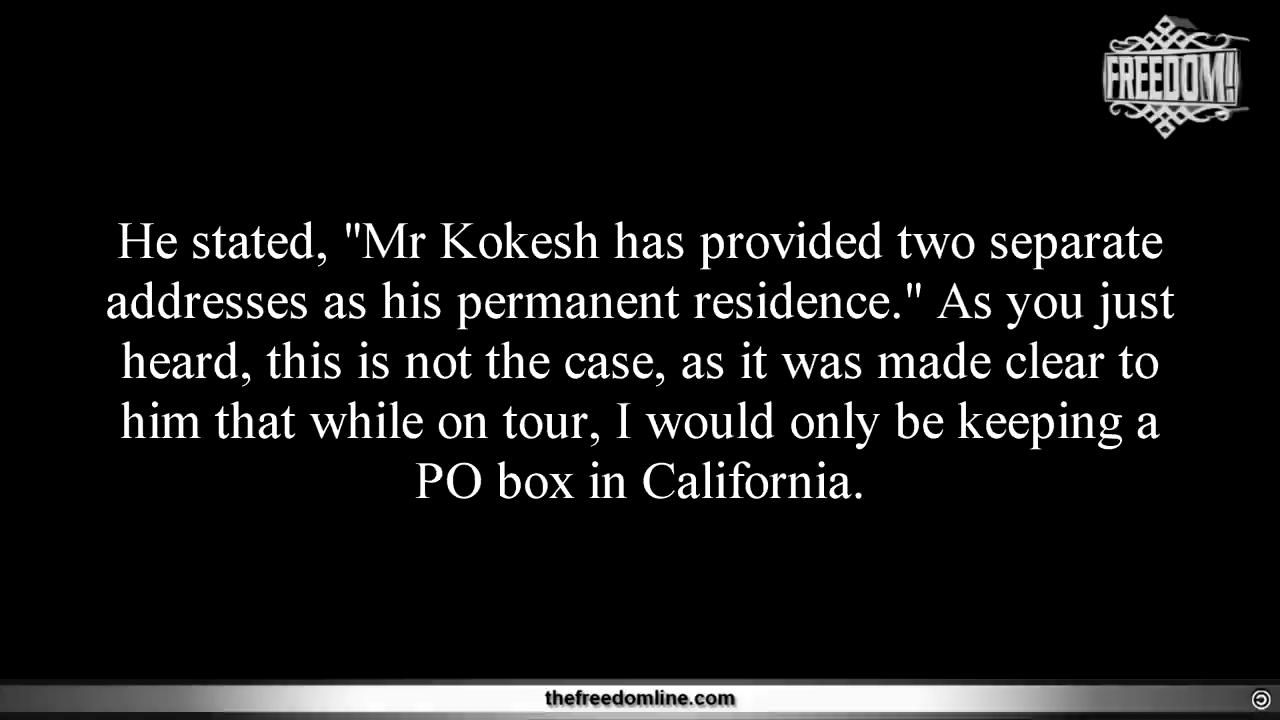 FREEDOM!
He stated, "Mr Kokesh has provided two separate
addresses as his permanent residence." As you just
heard, this is not the case, as it was made clear to
him that while on tour, I would only be keeping a
PO box in California.
thefreedomline.com